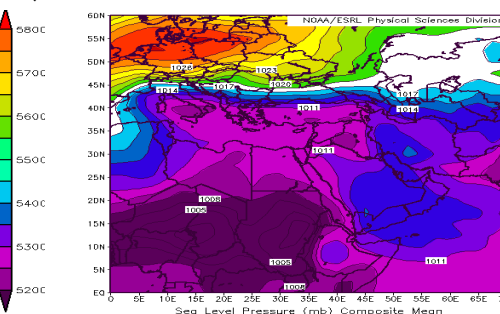 NOAA/ESRL Physical Sciences Divisio
60N
55N
50N
45N
40N
35N
30N
25N
20N
15N
10N
5N
EQ
5800
5700
5600
5500
5400
5300
5200
1026
1023
1020
1017
1014
1017
1014
1011
1011
1008
1005
1011
1008
0 5E 10E 15E 20E 25E 30E 35E 40E 45E 50E 55E 60E 65E
Sea Level Pressure (mb) Composite Mean